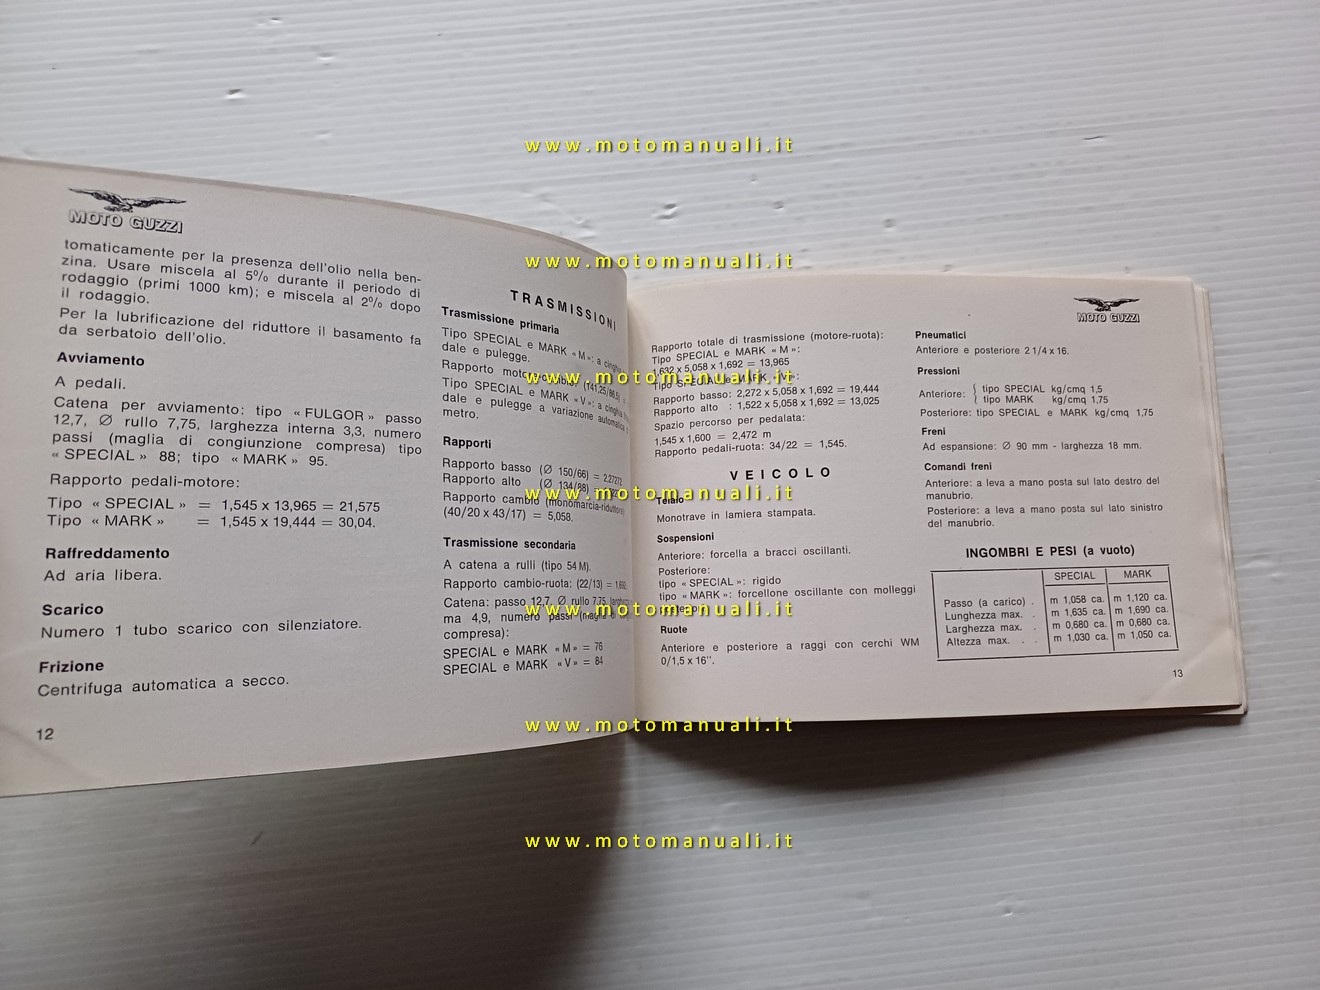 MOTO GUZZI
tomaticamente per la presenza dell'olio nella ben-
zina. Usare miscela al 5% durante il periodo di
rodaggio (primi 1000 km); e miscela al 2% dopo
il rodaggio.
Per la lubrificazione del riduttore il basamento fa
da serbatoio dell'olio.
Avviamento
A pedali.
Catena per avviamento: tipo « FULGOR » passo
12,7, Ø rullo 7,75, larghezza interna 3,3, numero
passi (maglia di congiunzione compresa) tipo
« SPECIAL » 88; tipo « MARK » 95.
Rapporto pedali-motore:
Tipo « SPECIAL » = 1,545 x 13,965 = 21,575
Tipo « MARK » = 1,545 x 19,444 = 30,04.
Raffreddamento
Ad aria libera.
Scarico
Numero 1 tubo scarico con silenziatore.
Frizione
Centrifuga automatica a secco.
12
TRASMISSIONI
Trasmissione primaria
Tipo SPECIAL e MARK « M »: a
dale e pulegge.
Rapporto
Tipo SPECIAL e MARK « V »: a cinghia
dale e pulegge a variazione automatica
metro.
Rapporti
Rapporto basso (Ø 150/66) = 2,27272
Rapporto alto (Ø 134/88)
Rapporto cambio (monomarcia-riduttore)
(40/20 x 43/17) = 5,058.
Trasmissione secondaria
A catena a rulli (tipo 54 M).
Rapporto cambio-ruota: (22/13) = 1,692.
Catena: passo 12,7, Ø rullo 7,75,
ma 4,9, numero passi (maglia
compresa):
SPECIAL e MARK « M » = 76
SPECIAL e MARK « V » = 84
MOTO GUZZI
Rapporto totale di trasmissione (motore-ruota):
Tipo SPECIAL e MARK « M »:
1,632 x 5,058 x 1,692 = 13,965
Tipo SPECIAL e MARK
Rapporto basso: 2,272 x 5,058 x 1,692 = 19,444
Rapporto alto : 1,522 x 5,058 x 1,692 = 13,025
Spazio percorso per pedalata:
1,545 x 1,600 = 2,472 m
Rapporto pedali-ruota: 34/22 = 1,545.
VEICOLO
Telaio
Monotrave in lamiera stampata.
Sospensioni
Anteriore: forcella a bracci oscillanti.
Posteriore:
tipo « SPECIAL »: rigido
tipo « MARK »: forcellone oscillante con molleggi
Ruote
Anteriore e posteriore a raggi con cerchi WM
0/1,5 x 16".
Pneumatici
Anteriore e posteriore 2 1/4 x 16.
Pressioni
Anteriore: { tipo SPECIAL kg/cmq 1,5
tipo MARK kg/cmq 1,75
Posteriore: tipo SPECIAL e MARK kg/cmq 1,75
Freni
Ad espansione: Ø 90 mm - larghezza 18 mm.
Comandi freni
Anteriore: a leva a mano posta sul lato destro del
manubrio.
Posteriore: a leva a mano posta sul lato sinistro
del manubrio.
INGOMBRI E PESI (a vuoto)
SPECIAL MARK
Passo (a carico) . m 1,058 ca. m 1,120 ca.
Lunghezza max. . m 1,635 ca. m 1,690 ca.
Larghezza max. . m 0,680 ca. m 0,680 ca.
Altezza max. . . m 1,030 ca. m 1,050 ca.
13
www.motomanuali.it
www.motomanuali.it
www.motomanuali.it
www.motomanuali.it
www.motomanuali.it
www.motomanuali.it
www.motomanuali.it